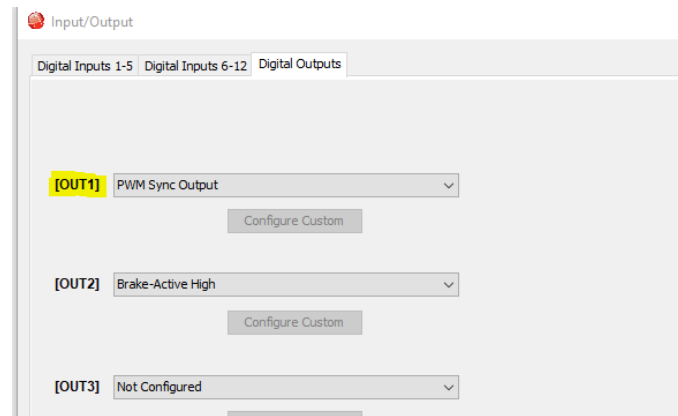 Input/Output
Digital Inputs 1-5 Digital Inputs 6-12 Digital Outputs
[OUT1] PWM Sync Output
Configure Custom
[OUT2] Brake-Active High
Configure Custom
[OUT3] Not Configured